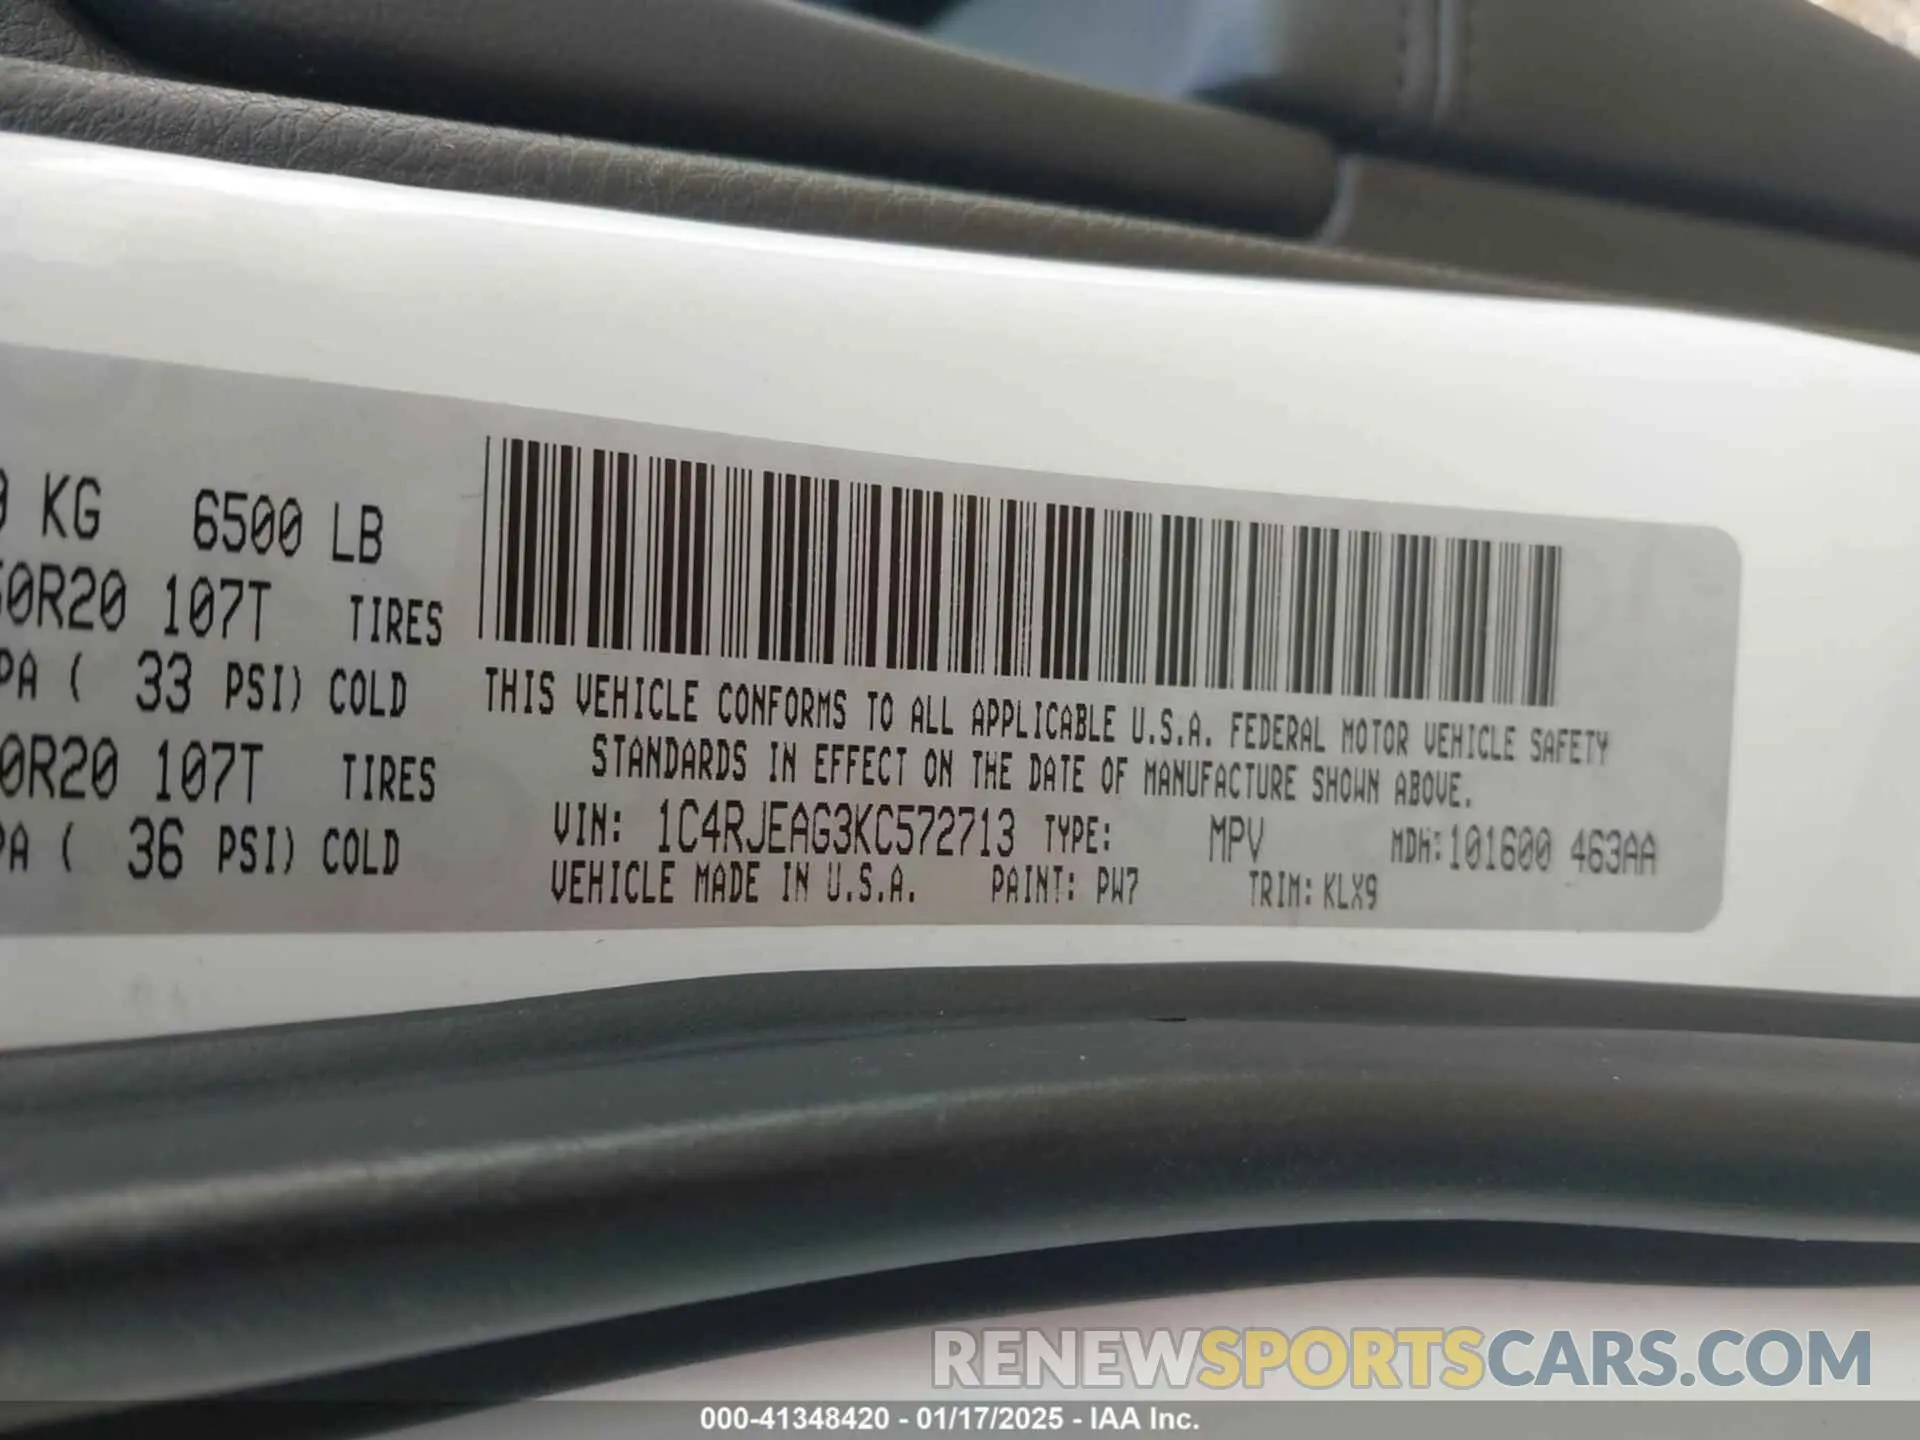 KG 6500 LB
0R20 107T TIRES
PA ( 33 PSI) COLD
0R20 107T TIRES
PA ( 36 PSI) COLD
THIS VEHICLE CONFORMS TO ALL APPLICABLE U.S.A. FEDERAL MOTOR VEHICLE SAFETY
STANDARDS IN EFFECT ON THE DATE OF MANUFACTURE SHOWN ABOVE.
VIN: 1C4RJEAG3KC572713 TYPE: MPV MDH: 101600 463AA
VEHICLE MADE IN U.S.A. PAINT: PW7 TRIM: KLX9
RENEWSPORTSCARS.COM
000-41348420 - 01/17/2025 - IAA Inc.